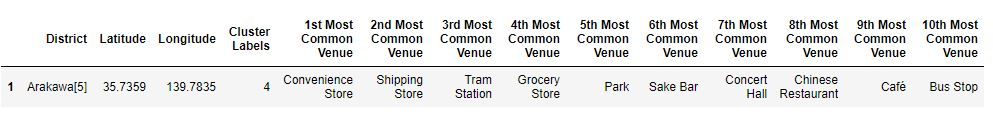 District Latitude Longitude Cluster Labels 1st Most Common Venue 2nd Most Common Venue 3rd Most Common Venue 4th Most Common Venue 5th Most Common Venue 6th Most Common Venue 7th Most Common Venue 8th Most Common Venue 9th Most Common Venue 10th Most Common Venue
1 Arakawa[5] 35.7359 139.7835 4 Convenience Store Shipping Store Tram Station Grocery Store Park Sake Bar Concert Hall Chinese Restaurant Café Bus Stop